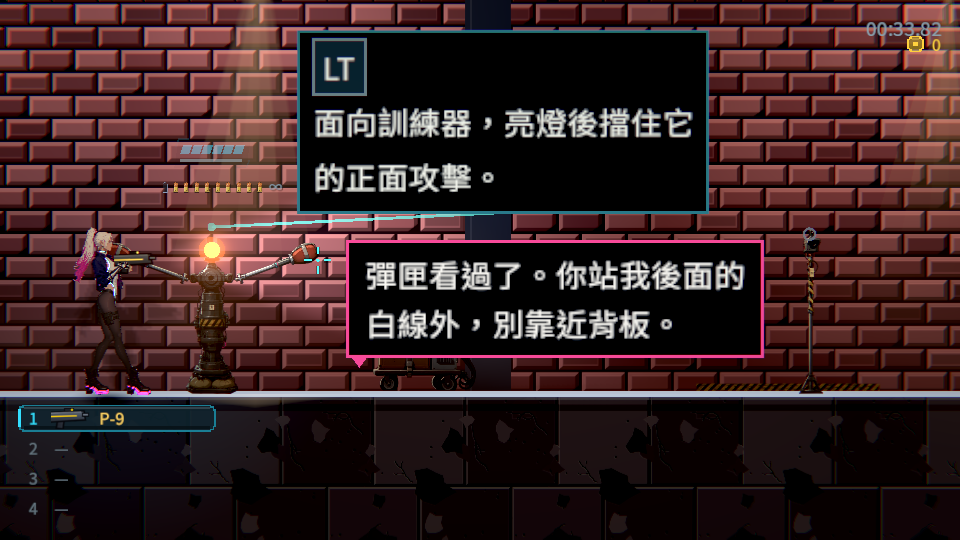 00:33.82
0
LT
面向訓練器，亮燈後擋住它
的正面攻擊。
1 ∞
彈匣看過了。你站我後面的
白線外，別靠近背板。
1 P-9
2 —
3 —
4 —